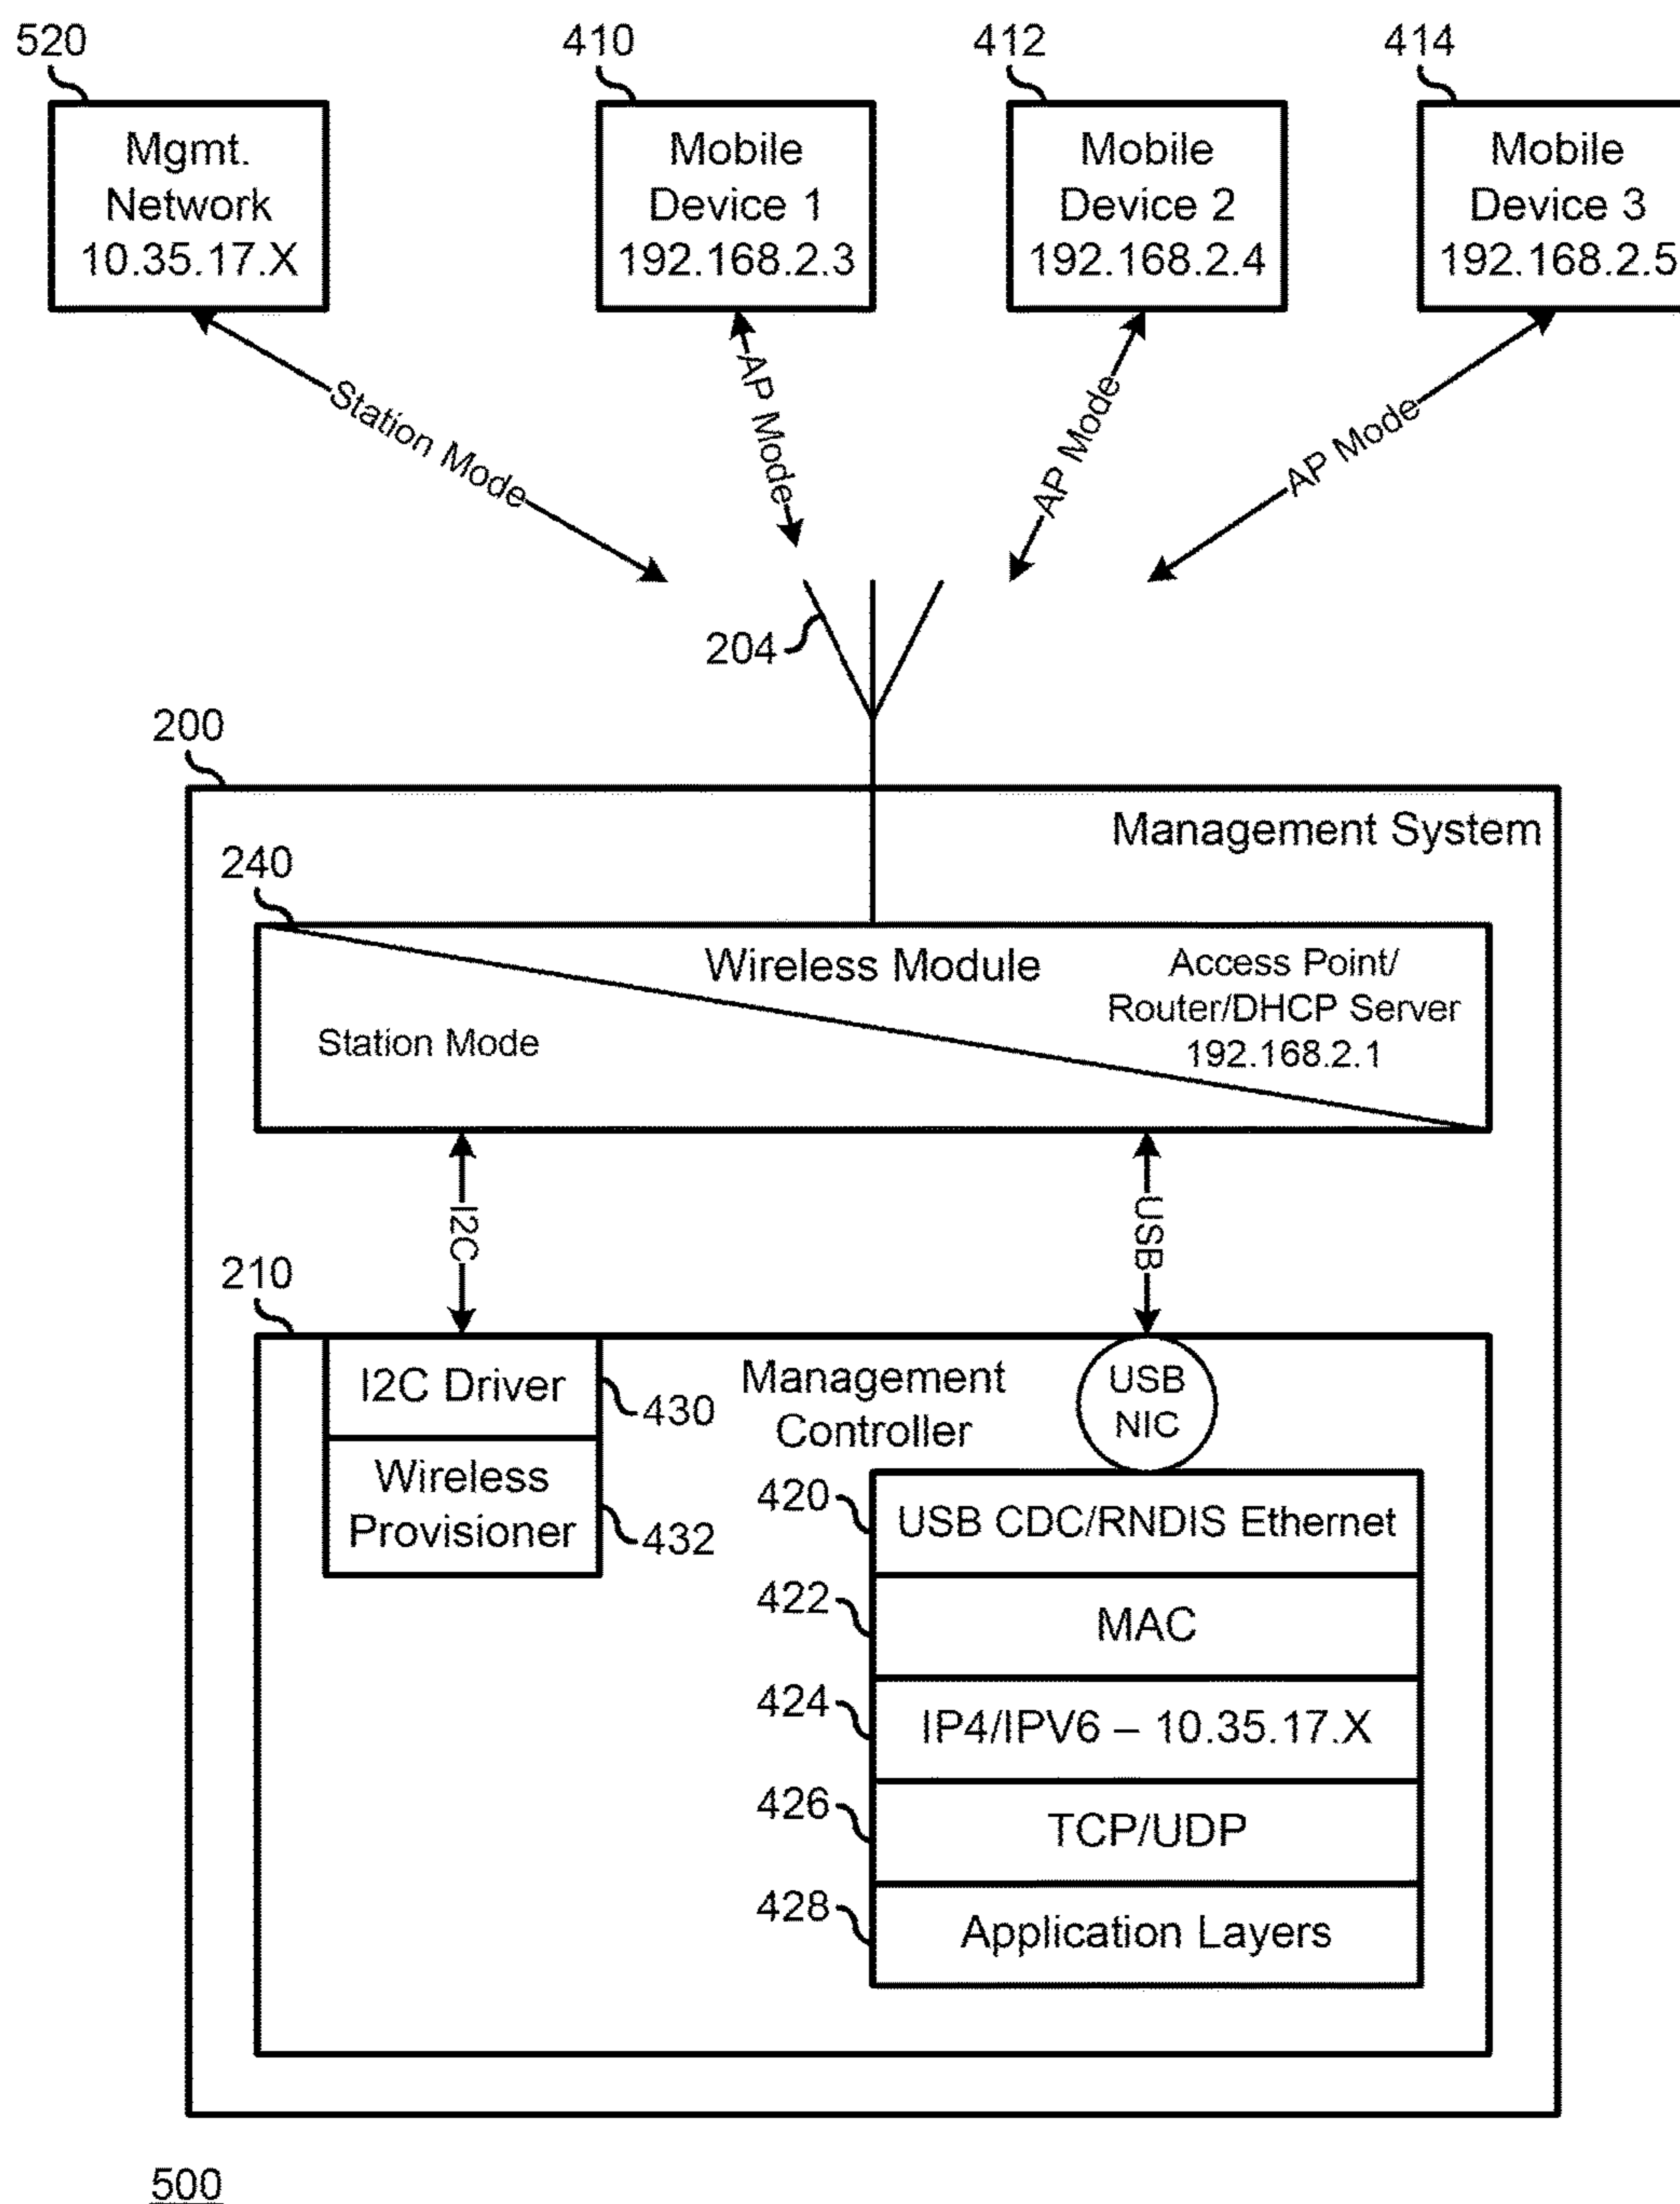 520
410
412
414
Mgmt.
Network
10.35.17.X
Mobile
Device 1
192.168.2.3
Mobile
Device 2
192.168.2.4
Mobile
Device 3
192.168.2.5
Station Mode
AP Mode
AP Mode
AP Mode
204
200
Management System
240
Wireless Module
Access Point/
Router/DHCP Server
192.168.2.1
Station Mode
I2C
USB
210
I2C Driver
430
Wireless
Provisioner
432
Management
Controller
USB
NIC
420
USB CDC/RNDIS Ethernet
422
MAC
424
IP4/IPV6 – 10.35.17.X
426
TCP/UDP
428
Application Layers
500